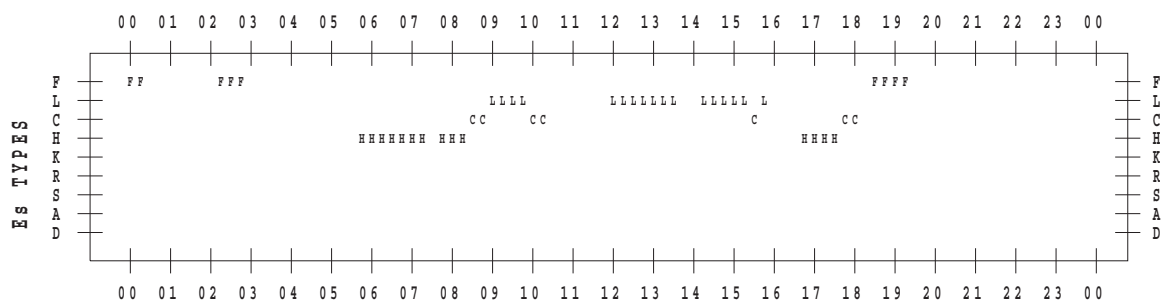 00 01 02 03 04 05 06 07 08 09 10 11 12 13 14 15 16 17 18 19 20 21 22 23 00
F FF FFF FFFF F
L LLLL LLLLLLL LLLLL L L
C CC CC C CC C
H HHHHHHH HHH HHHH H
K K
R R
S S
A A
D D
Es TYPES
00 01 02 03 04 05 06 07 08 09 10 11 12 13 14 15 16 17 18 19 20 21 22 23 00